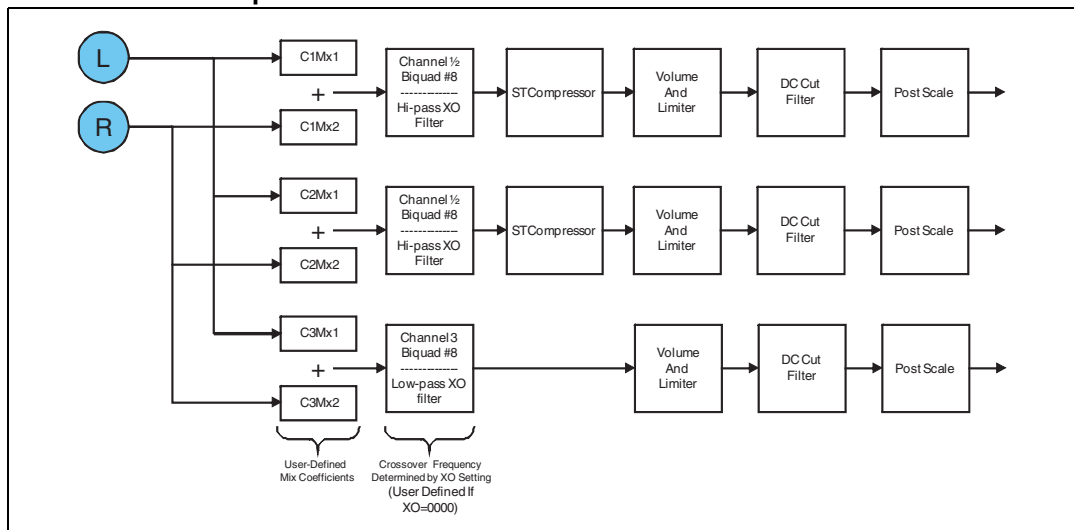 L
R
C1Mx1
+
C1Mx2
Channel ½
Biquad #8
--------------
Hi-pass XO
Filter
STCompressor
Volume
And
Limiter
DC Cut
Filter
Post Scale
C2Mx1
+
C2Mx2
Channel ½
Biquad #8
--------------
Hi-pass XO
Filter
STCompressor
Volume
And
Limiter
DC Cut
Filter
Post Scale
C3Mx1
+
C3Mx2
Channel 3
Biquad #8
--------------
Low-pass XO
filter
Volume
And
Limiter
DC Cut
Filter
Post Scale
User-Defined
Mix Coefficients
Crossover Frequency
Determined by XO Setting
(User Defined If
XO=0000)